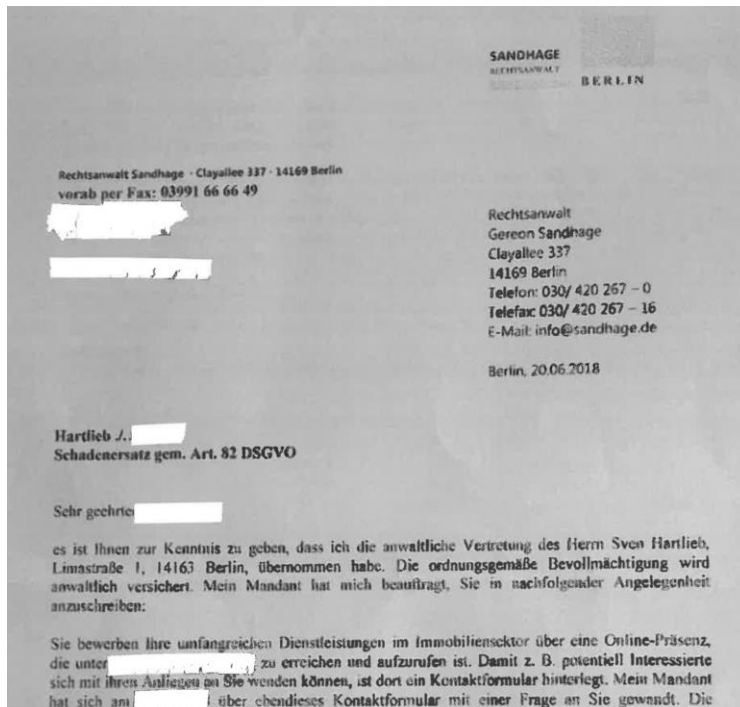 SANDHAGE
RECHTSANWALT
BERLIN
Rechtsanwalt Sandhage · Clayallee 337 · 14169 Berlin
vorab per Fax: 03991 66 66 49
Rechtsanwalt
Gereon Sandhage
Clayallee 337
14169 Berlin
Telefon: 030/ 420 267 – 0
Telefax: 030/ 420 267 – 16
E-Mail: info@sandhage.de
Berlin, 20.06.2018
Hartlieb ./.
Schadenersatz gem. Art. 82 DSGVO
Sehr geehrte
es ist Ihnen zur Kenntnis zu geben, dass ich die anwaltliche Vertretung des Herrn Sven Hartlieb,
Limastraße 1, 14163 Berlin, übernommen habe. Die ordnungsgemäße Bevollmächtigung wird
anwaltlich versichert. Mein Mandant hat mich beauftragt, Sie in nachfolgender Angelegenheit
anzuschreiben:
Sie bewerben Ihre umfangreichen Dienstleistungen im Immobiliensektor über eine Online-Präsenz,
die unter zu erreichen und aufzurufen ist. Damit z. B. potentiell Interessierte
sich mit ihren Anliegen an Sie wenden können, ist dort ein Kontaktformular hinterlegt. Mein Mandant
hat sich am über ebendieses Kontaktformular mit einer Frage an Sie gewandt. Die